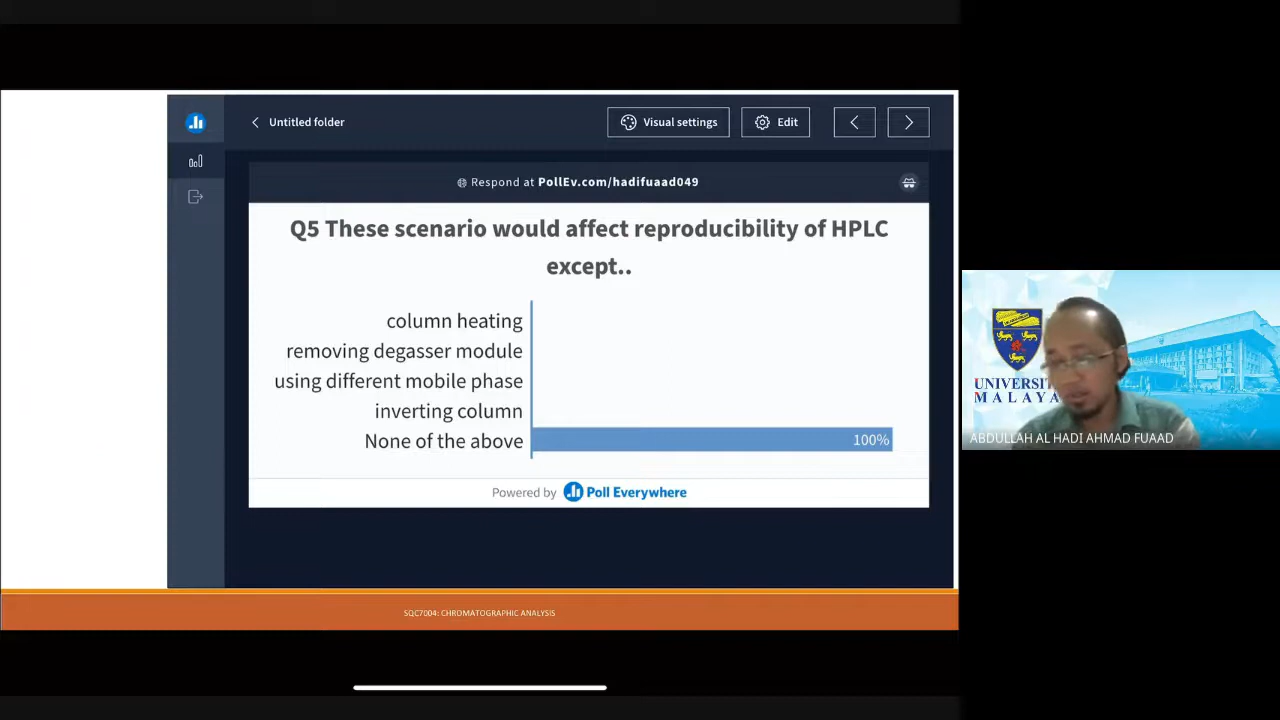 Untitled folder
Visual settings
Edit
Respond at PollEv.com/hadifuaad049
Q5 These scenario would affect reproducibility of HPLC
except..
column heating
removing degasser module
using different mobile phase
inverting column
None of the above
100%
Powered by Poll Everywhere
SQC7004: CHROMATOGRAPHIC ANALYSIS
UNIVERSI
MALAYA
ABDULLAH AL HADI AHMAD FUAAD